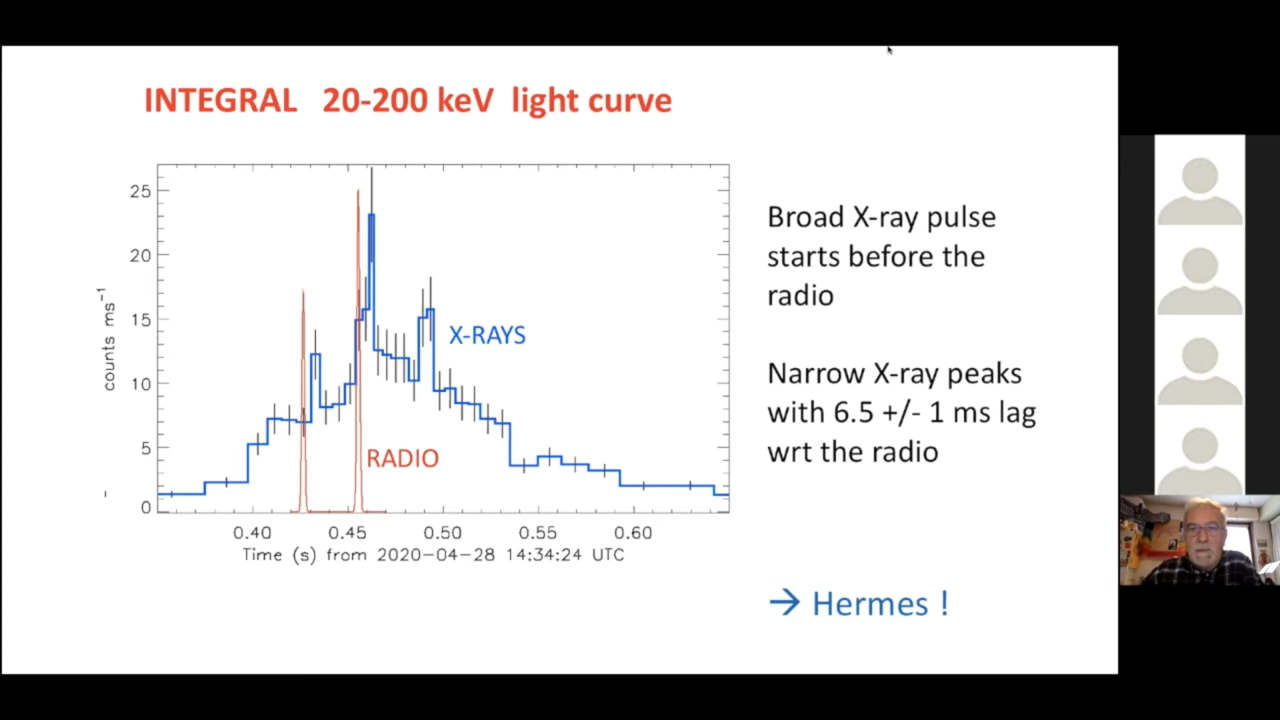 INTEGRAL 20-200 keV light curve
25
20
15
10
5
0
counts ms⁻¹
X-RAYS
RADIO
0.40 0.45 0.50 0.55 0.60
Time (s) from 2020-04-28 14:34:24 UTC
Broad X-ray pulse
starts before the
radio
Narrow X-ray peaks
with 6.5 +/- 1 ms lag
wrt the radio
→ Hermes !